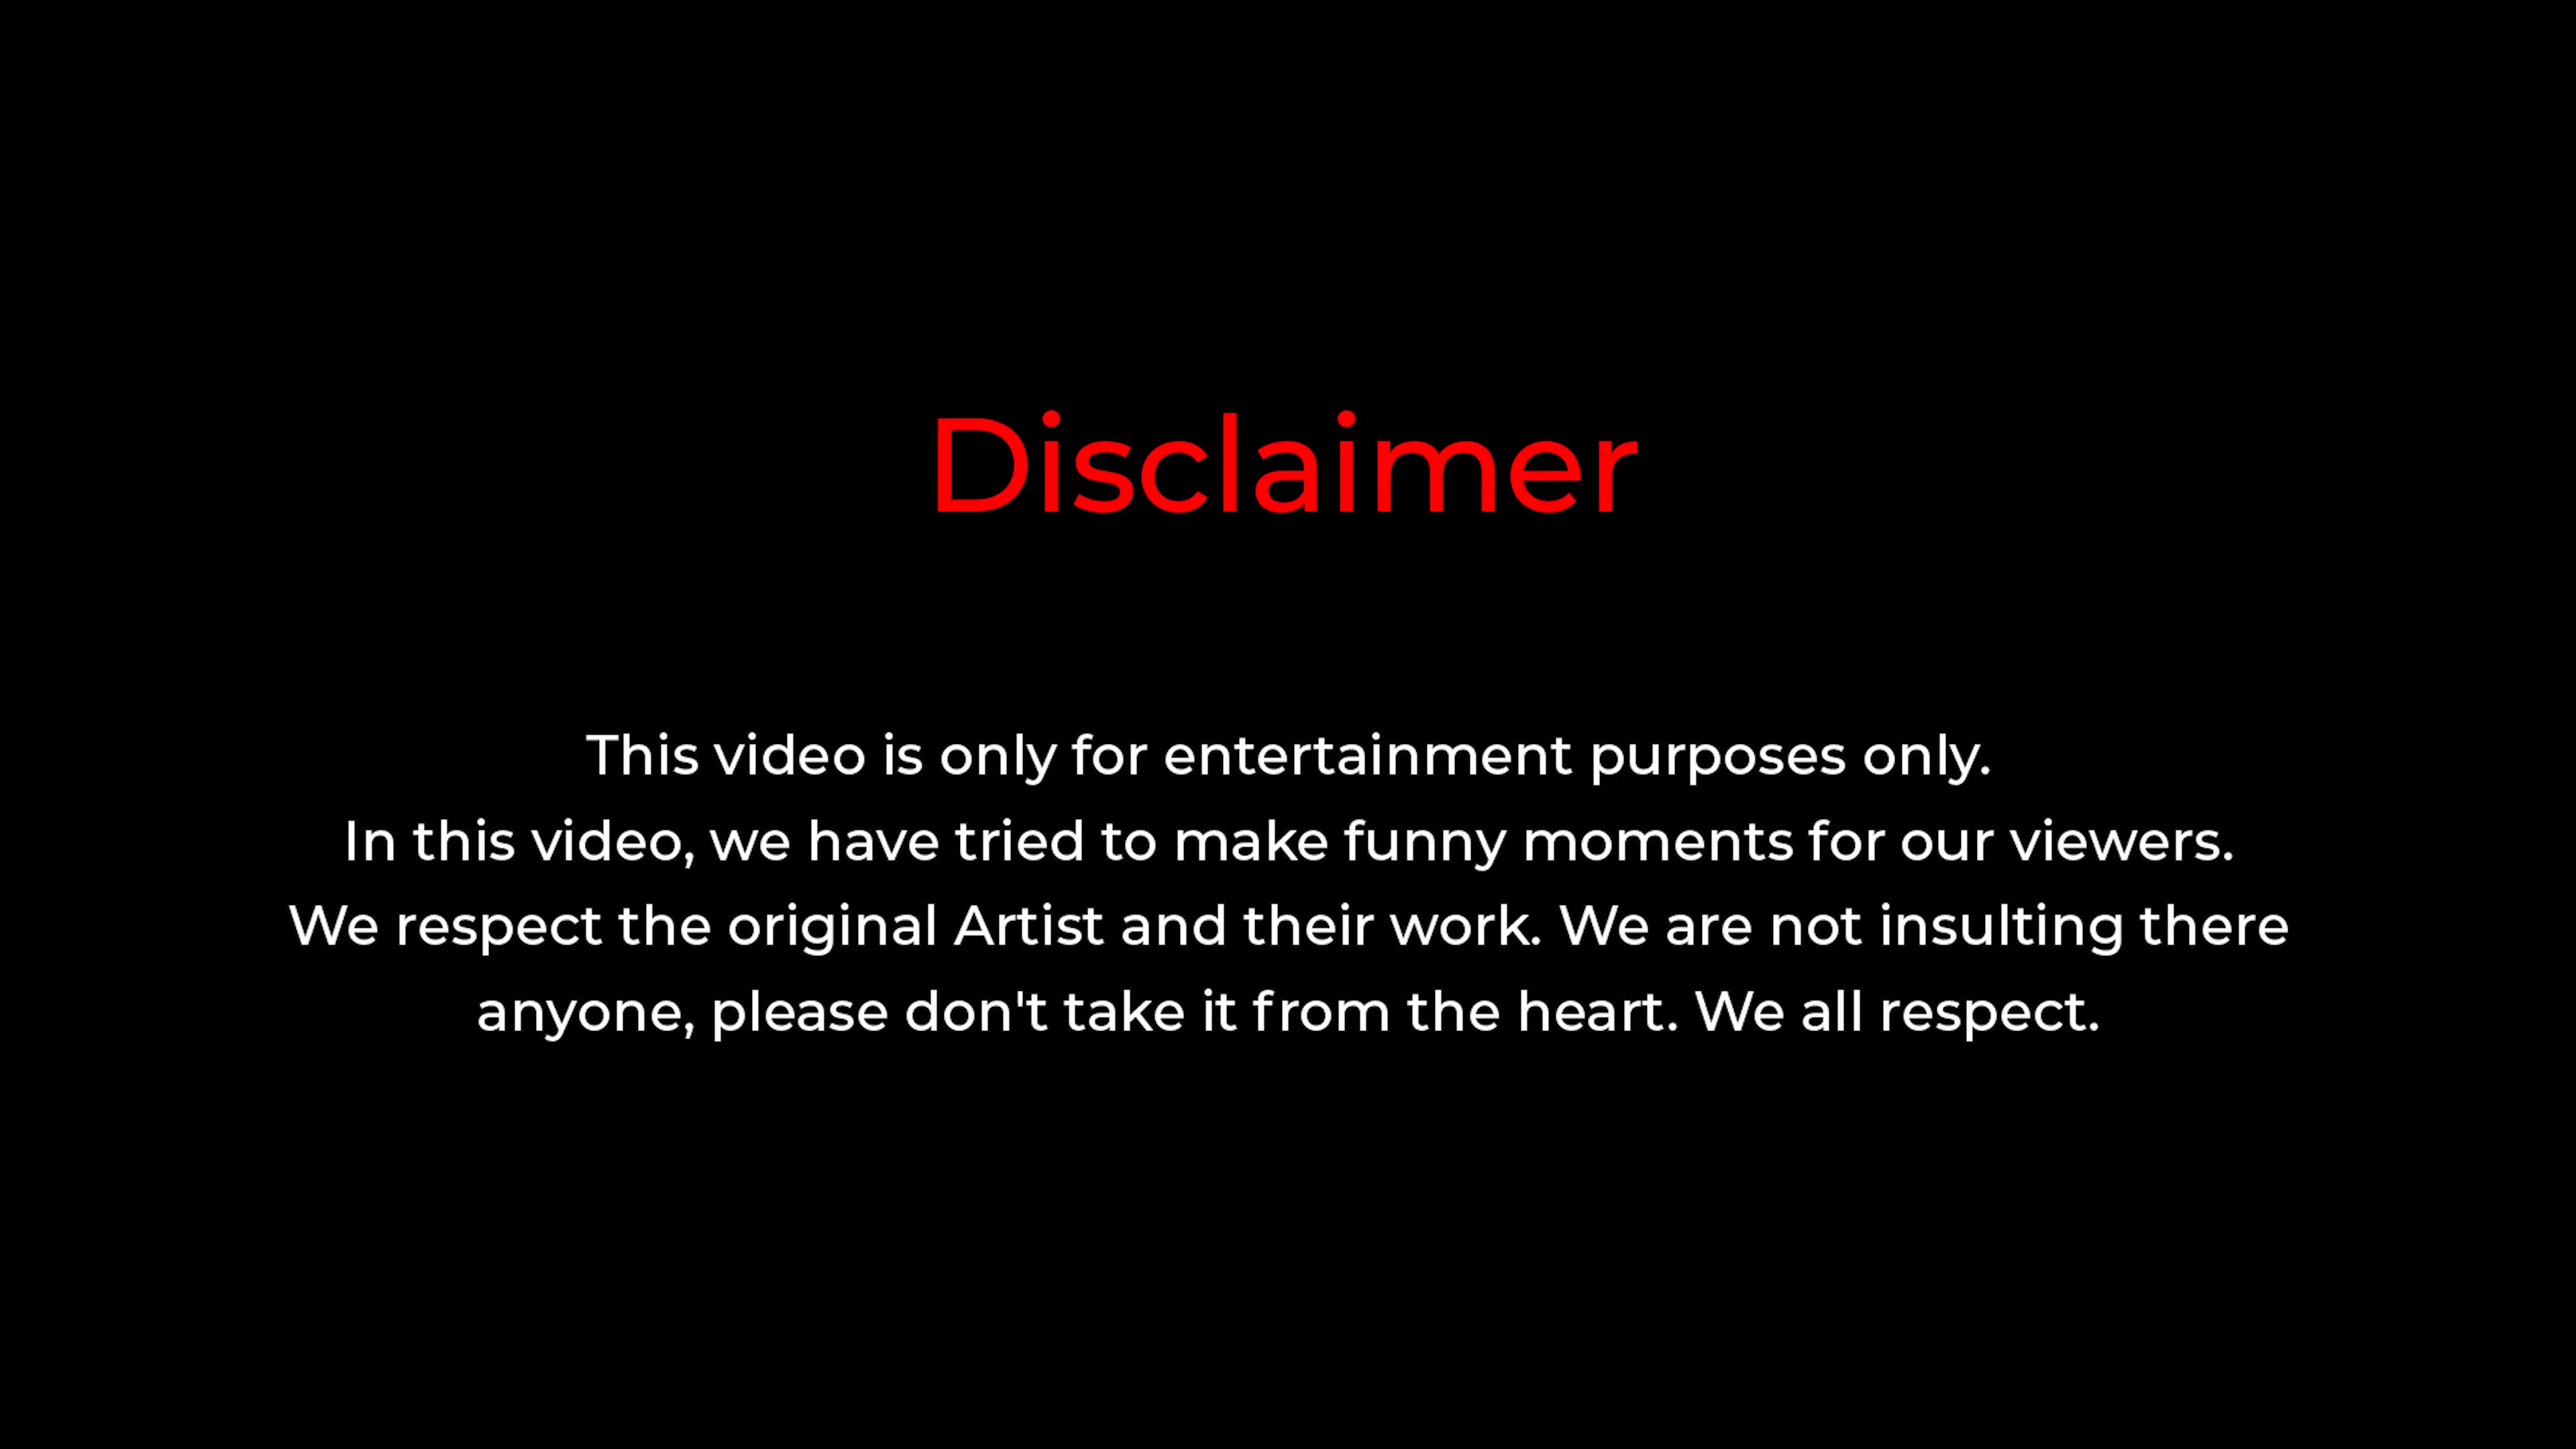 Disclaimer
This video is only for entertainment purposes only.
In this video, we have tried to make funny moments for our viewers.
We respect the original Artist and their work. We are not insulting there
anyone, please don't take it from the heart. We all respect.